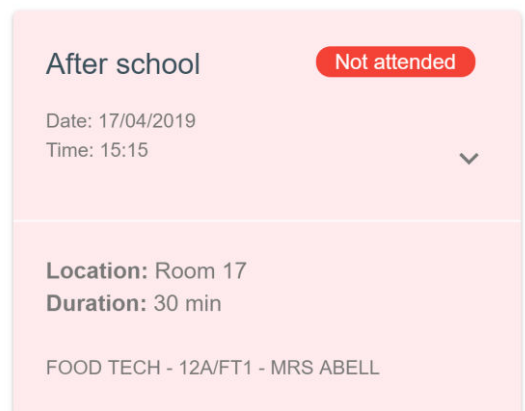 After school
Not attended
Date: 17/04/2019
Time: 15:15
Location: Room 17
Duration: 30 min
FOOD TECH - 12A/FT1 - MRS ABELL